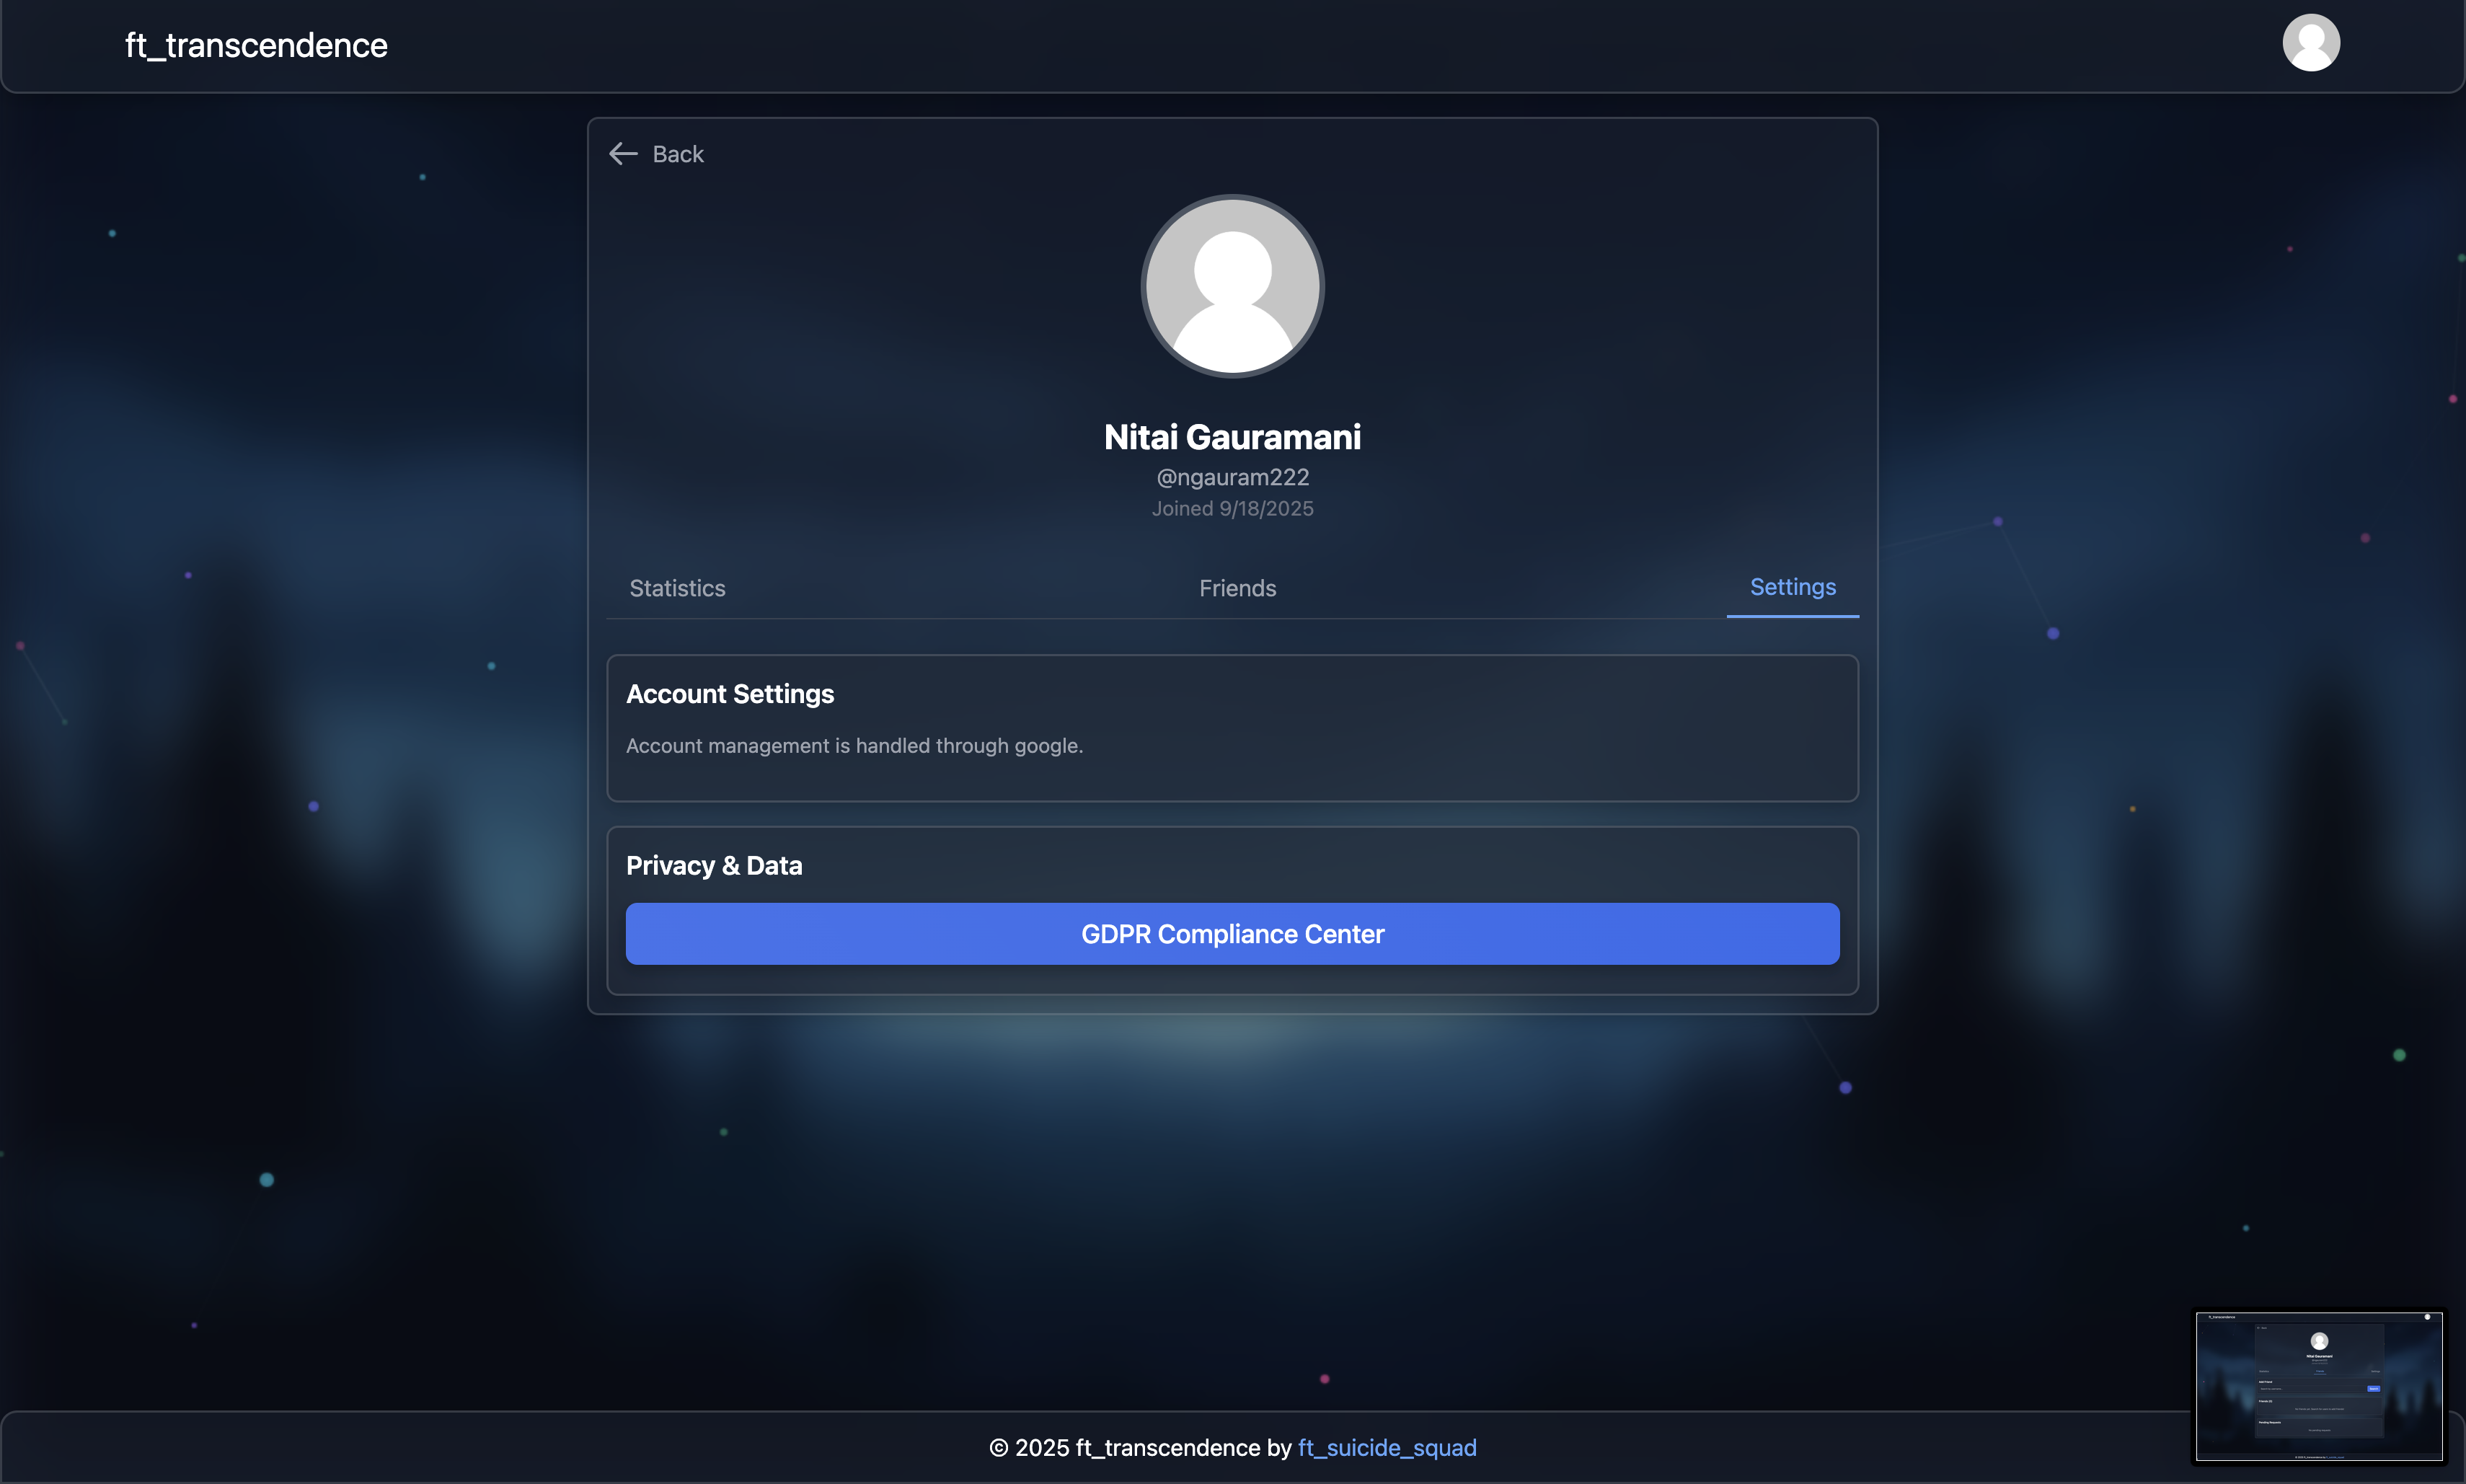 ft_transcendence
Back
Nitai Gauramani
@ngauram222
Joined 9/18/2025
Statistics Friends Settings
Account Settings
Account management is handled through google.
Privacy & Data
GDPR Compliance Center
© 2025 ft_transcendence by ft_suicide_squad